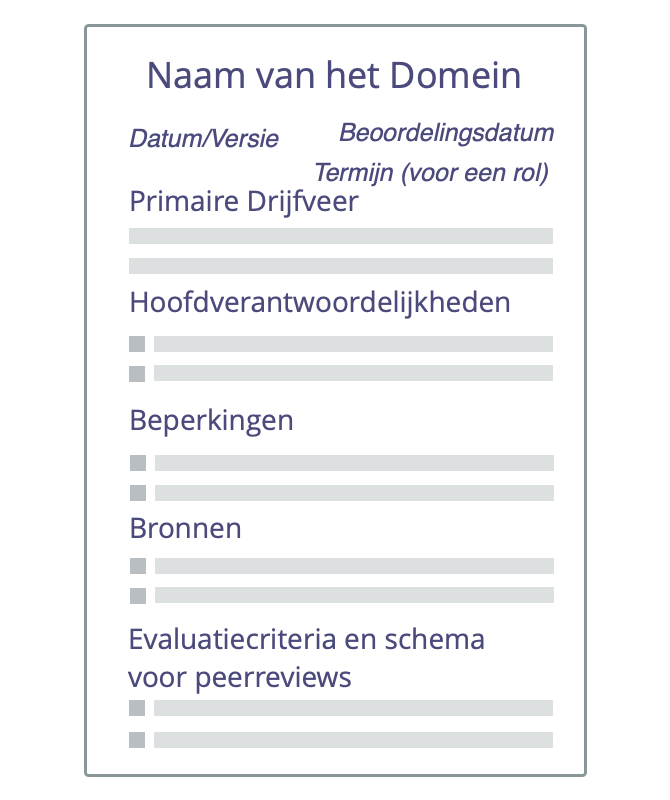 Naam van het Domein
Datum/Versie
Beoordelingsdatum
Termijn (voor een rol)
Primaire Drijfveer
Hoofdverantwoordelijkheden
Beperkingen
Bronnen
Evaluatiecriteria en schema
voor peerreviews